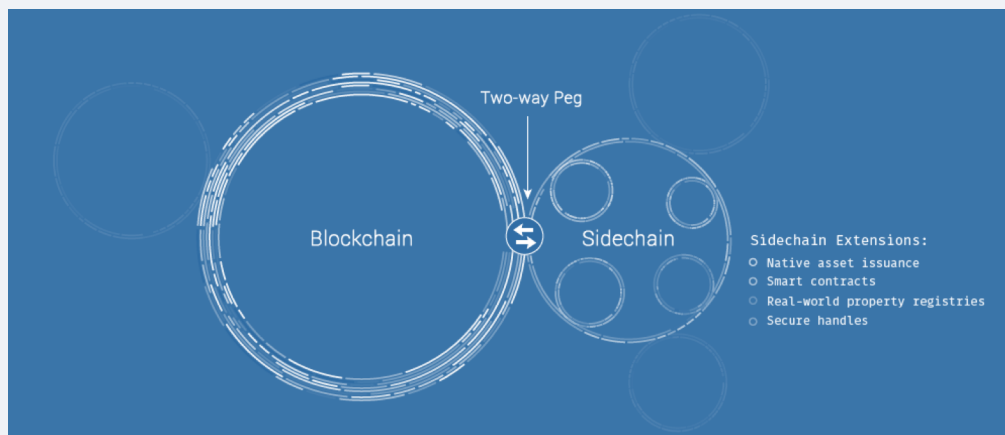 Two-way Peg
Blockchain
Sidechain
Sidechain Extensions:
Native asset issuance
Smart contracts
Real-world property registries
Secure handles